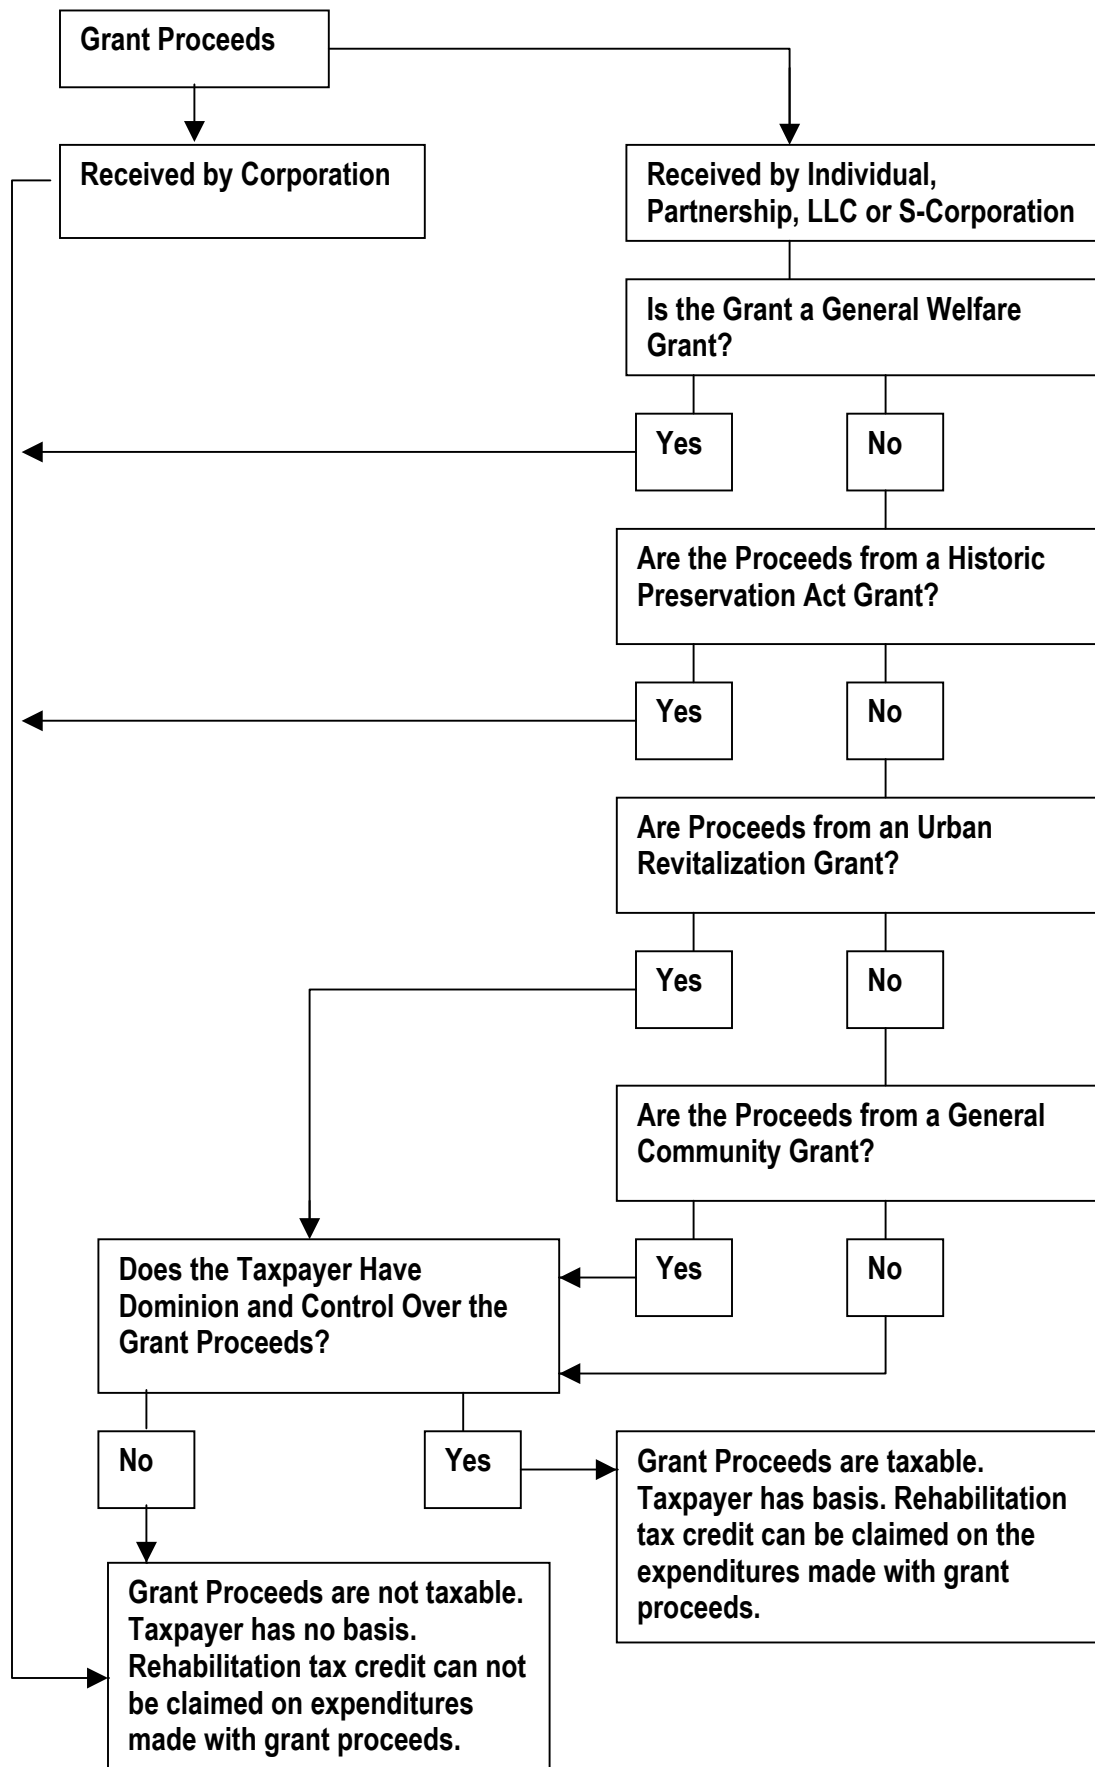 Grant Proceeds
Received by Corporation
Received by Individual,
Partnership, LLC or S-Corporation
Is the Grant a General Welfare
Grant?
Yes
No
Are the Proceeds from a Historic
Preservation Act Grant?
Yes
No
Are Proceeds from an Urban
Revitalization Grant?
Yes
No
Are the Proceeds from a General
Community Grant?
Yes
No
Does the Taxpayer Have
Dominion and Control Over the
Grant Proceeds?
No
Yes
Grant Proceeds are taxable.
Taxpayer has basis. Rehabilitation
tax credit can be claimed on the
expenditures made with grant
proceeds.
Grant Proceeds are not taxable.
Taxpayer has no basis.
Rehabilitation tax credit can not
be claimed on expenditures
made with grant proceeds.